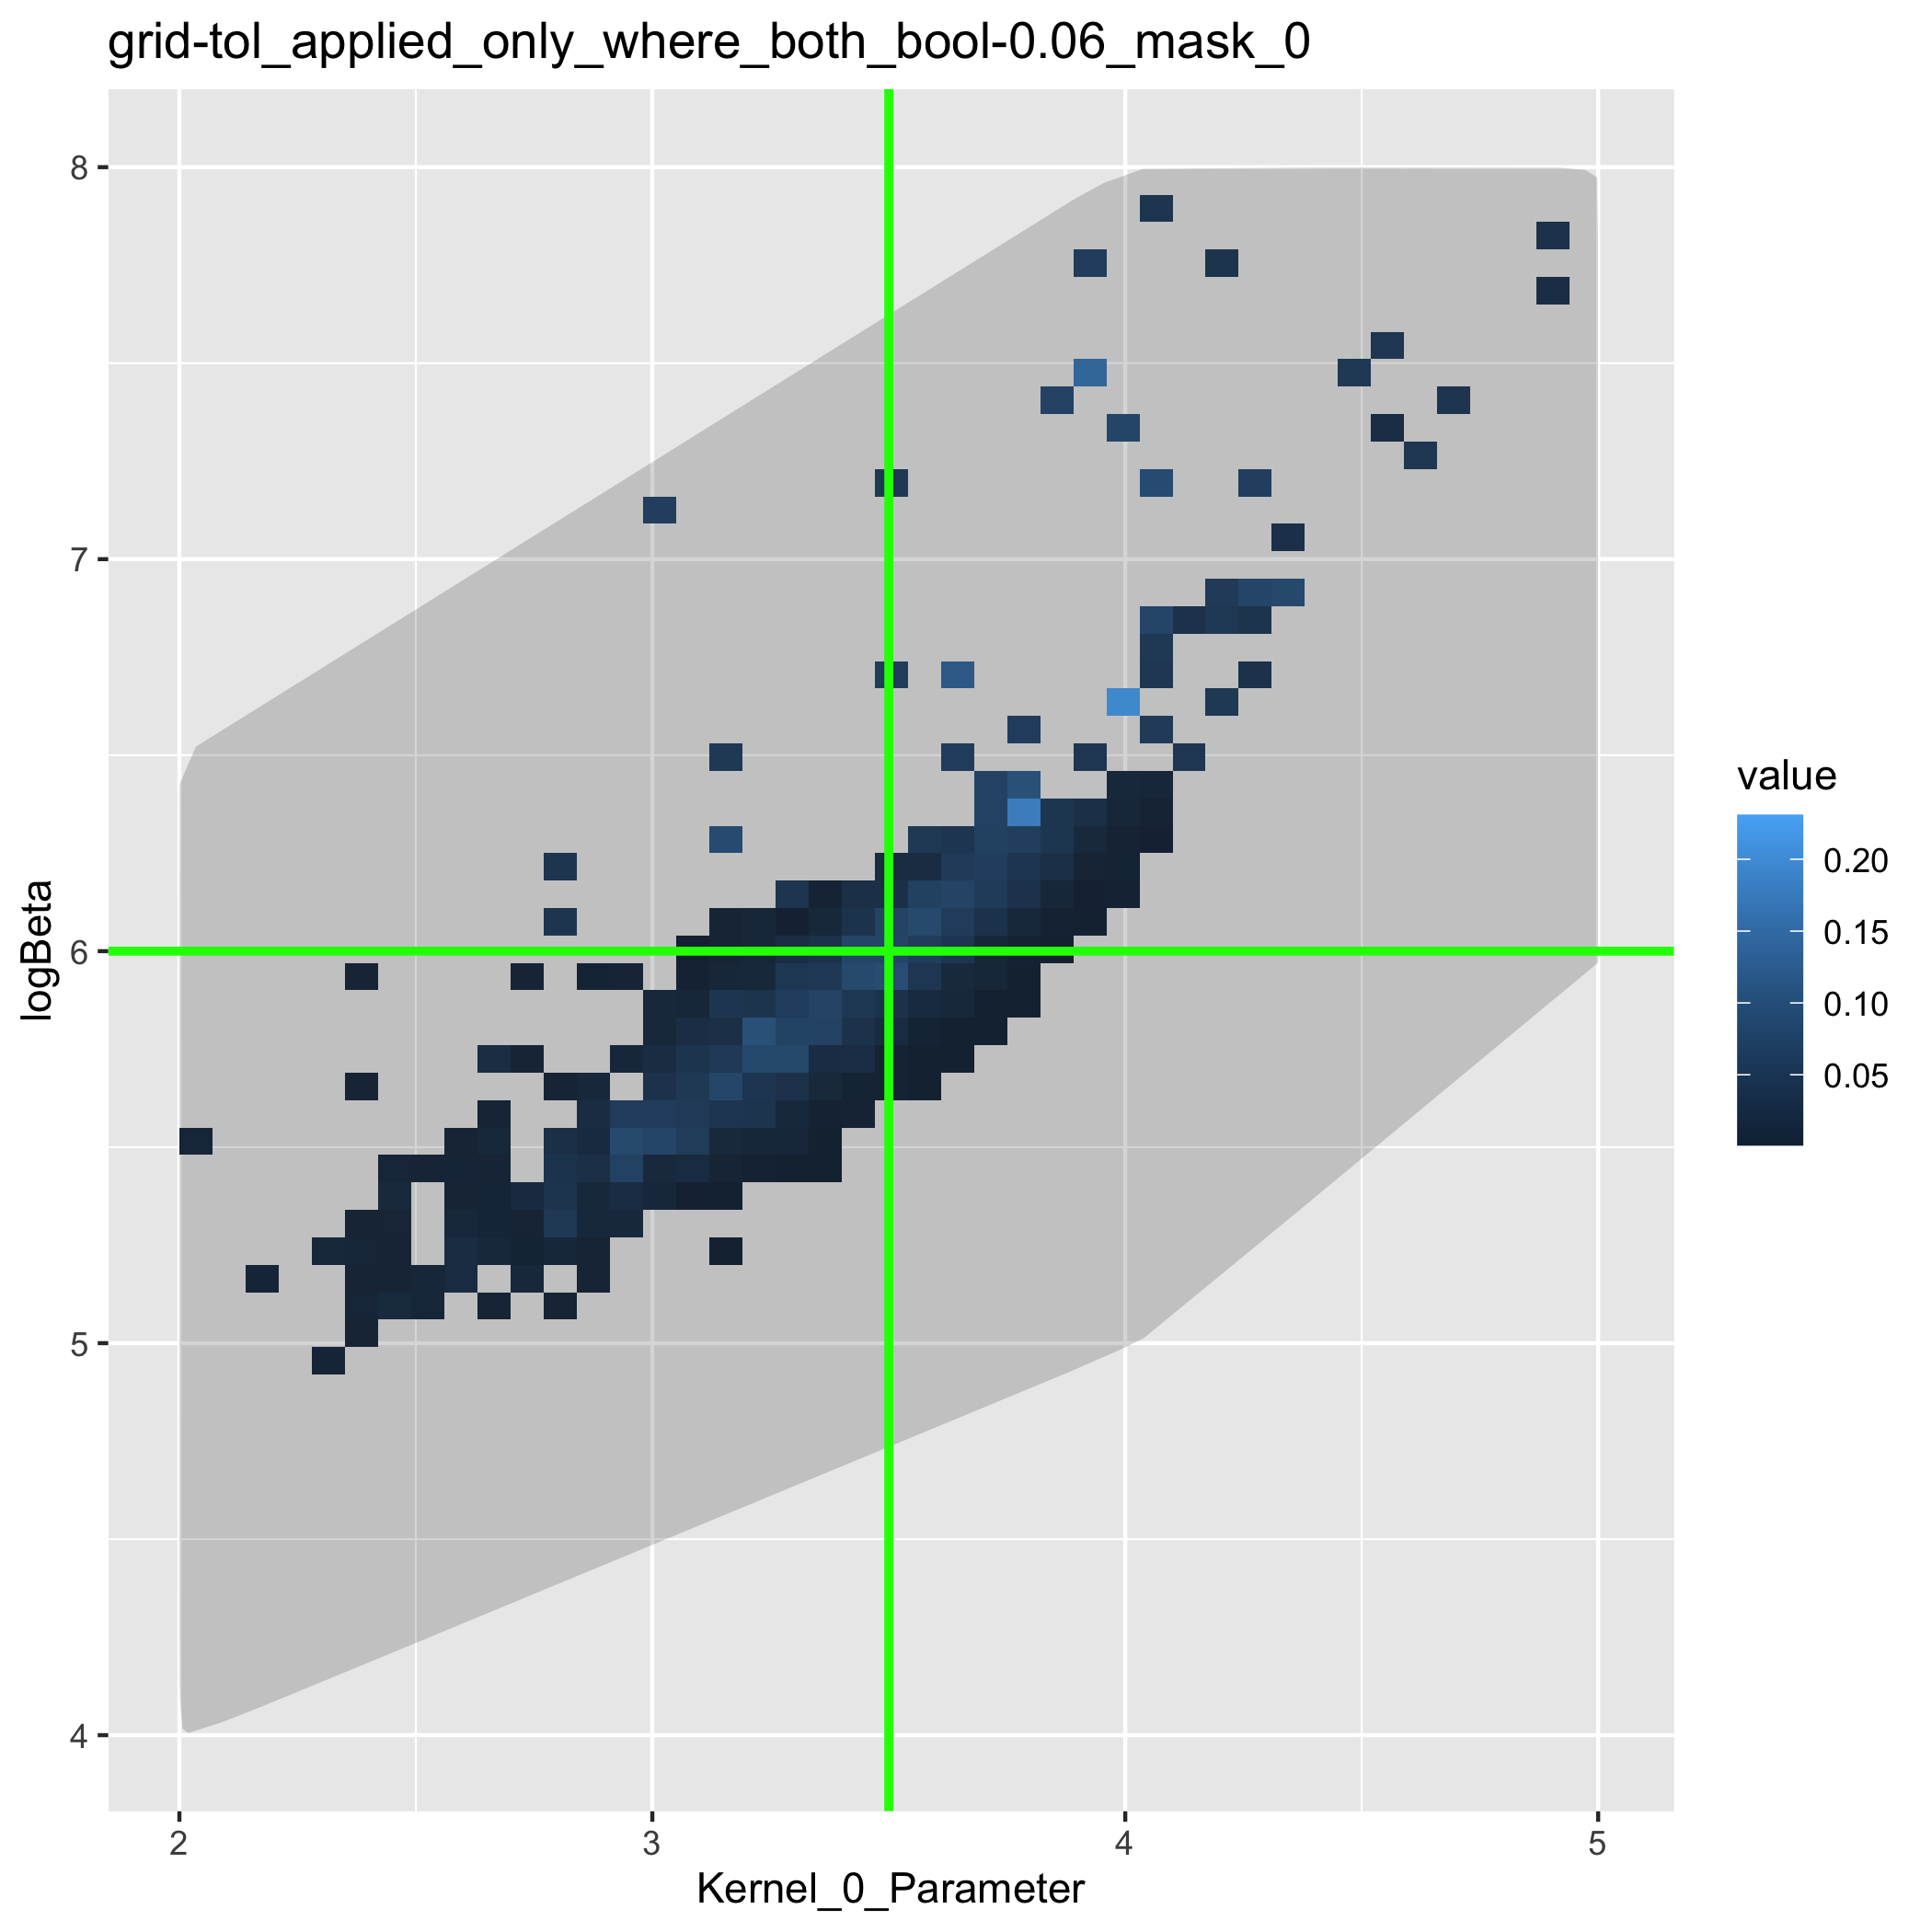 grid-tol_applied_only_where_both_bool-0.06_mask_0
8
7
6
5
4
logBeta
2 3 4 5
Kernel_0_Parameter
value
0.20
0.15
0.10
0.05